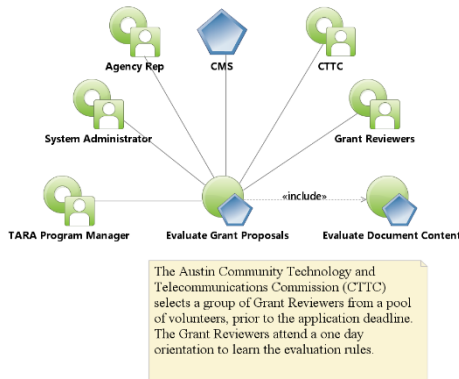 Agency Rep
CMS
CTTC
System Administrator
Grant Reviewers
«include»
TARA Program Manager
Evaluate Grant Proposals
Evaluate Document Content
The Austin Community Technology and
Telecommunications Commission (CTTC)
selects a group of Grant Reviewers from a pool
of volunteers, prior to the application deadline.
The Grant Reviewers attend a one day
orientation to learn the evaluation rules.